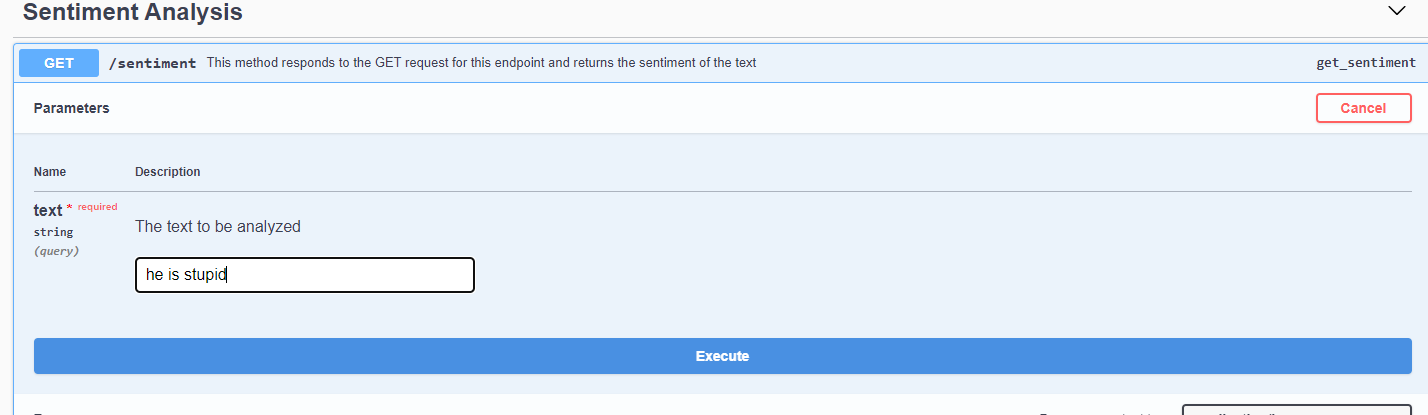 Sentiment Analysis
GET /sentiment This method responds to the GET request for this endpoint and returns the sentiment of the text get_sentiment
Parameters Cancel
Name Description
text * required
string
(query)
The text to be analyzed
he is stupid
Execute